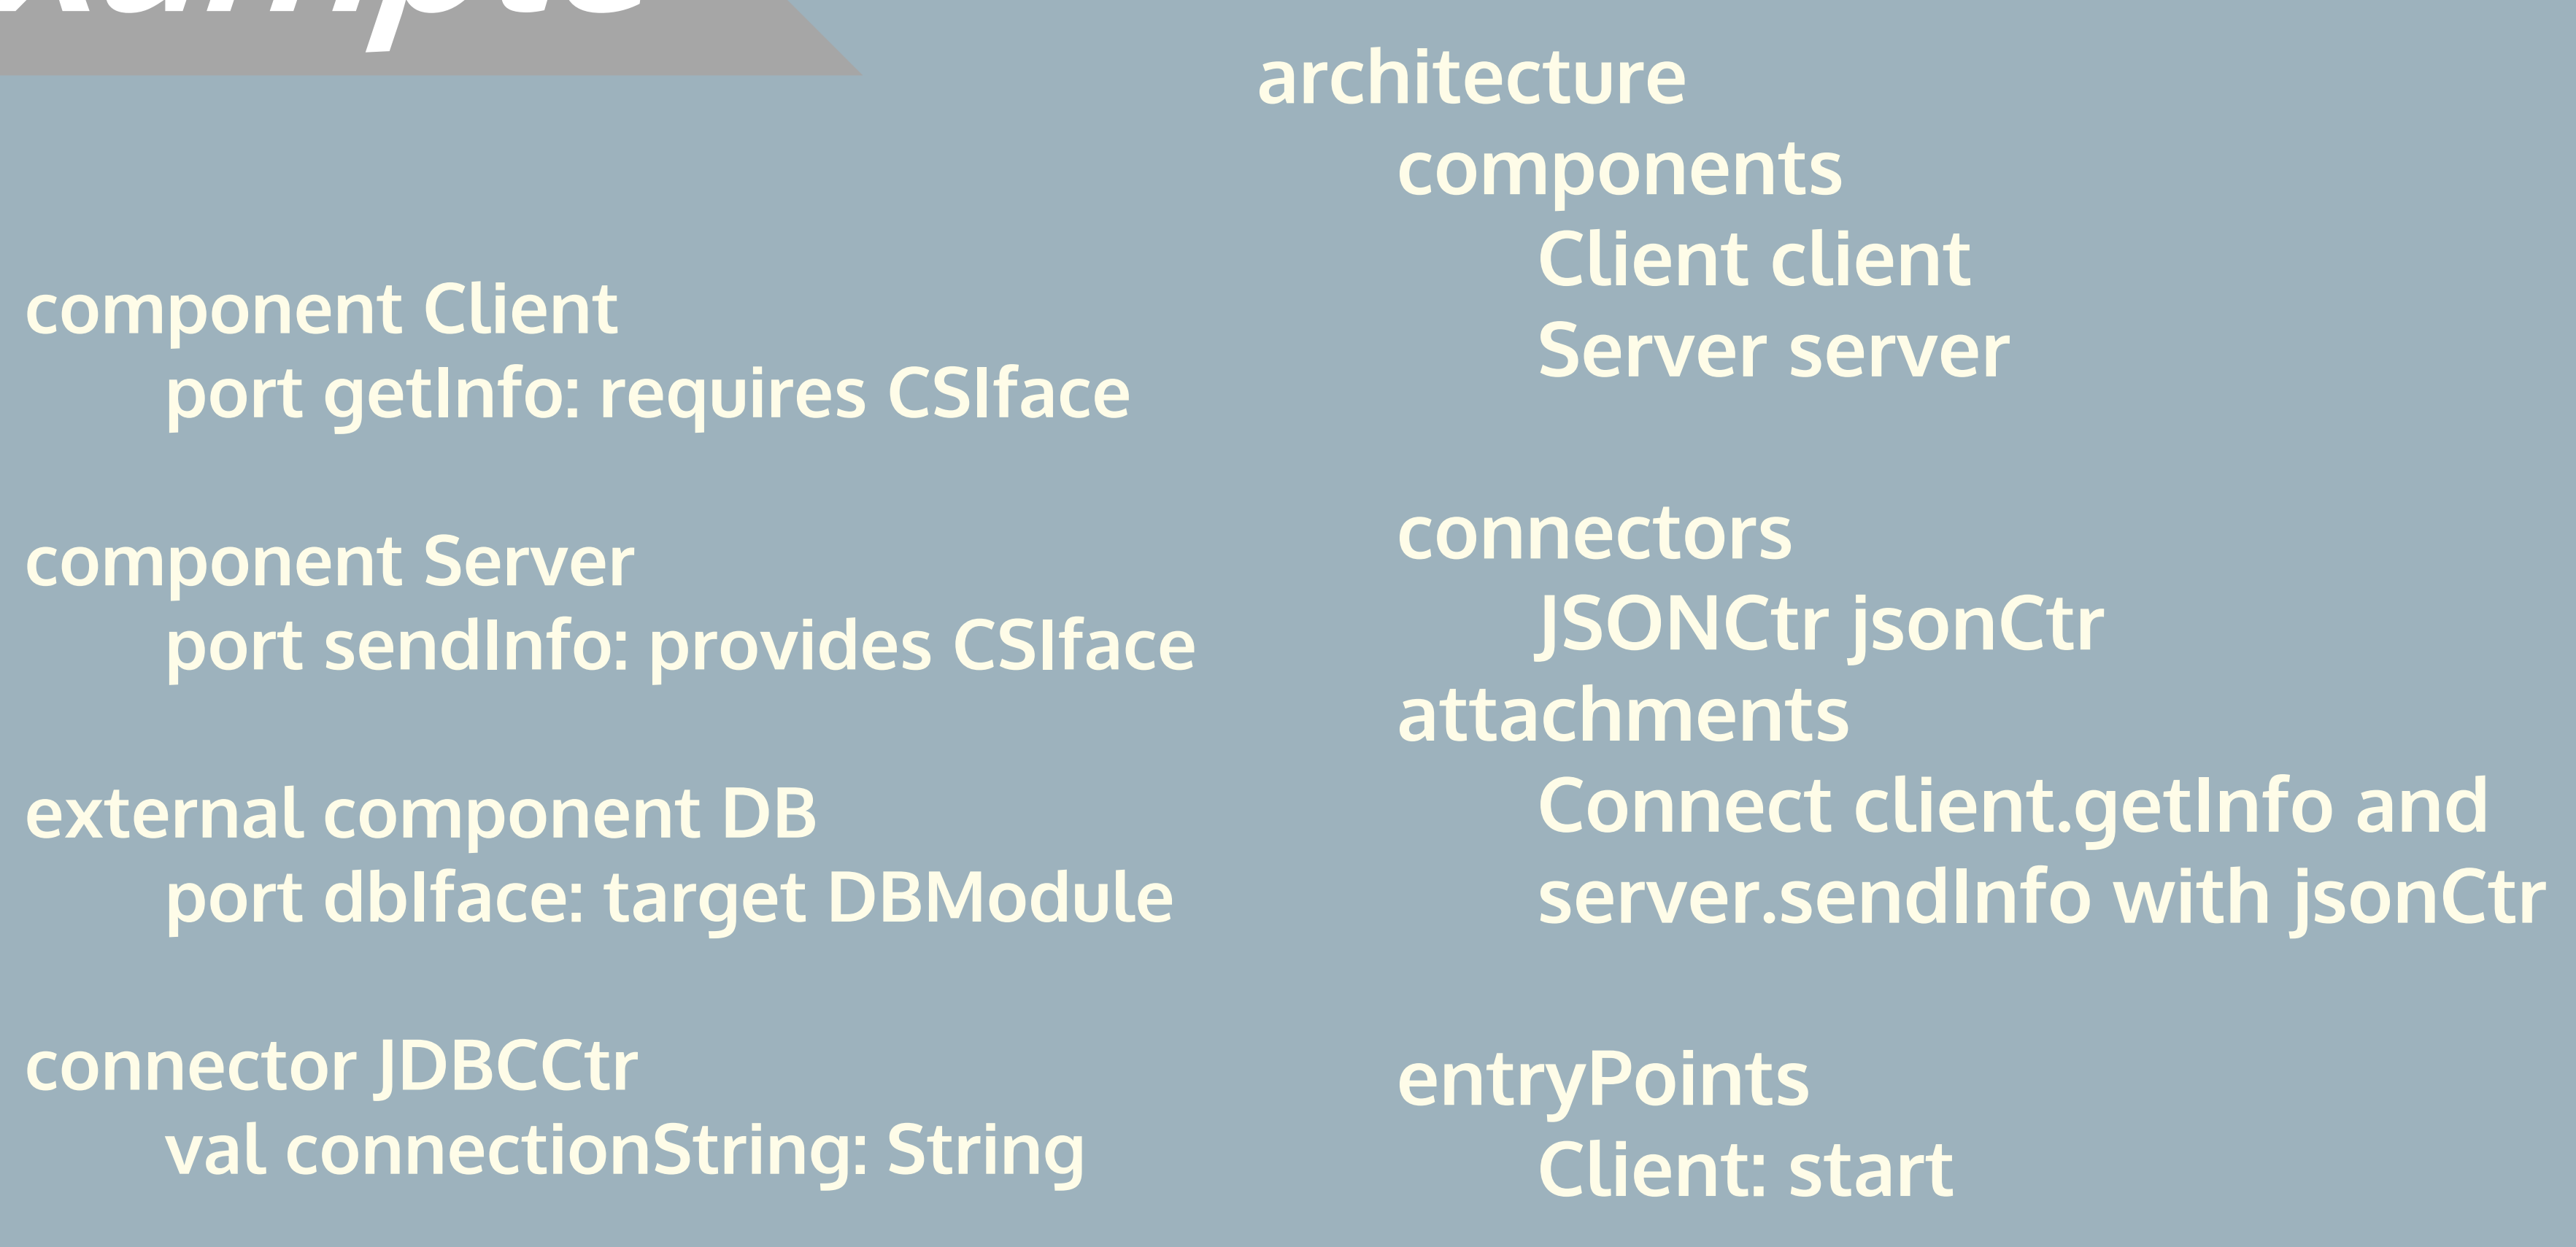 component Client
port getInfo: requires CSIface
component Server
port sendInfo: provides CSIface
external component DB
port dbIface: target DBModule
connector JDBCCtr
val connectionString: String
architecture
components
Client client
Server server
connectors
JSONCtr jsonCtr
attachments
Connect client.getInfo and
server.sendInfo with jsonCtr
entryPoints
Client: start